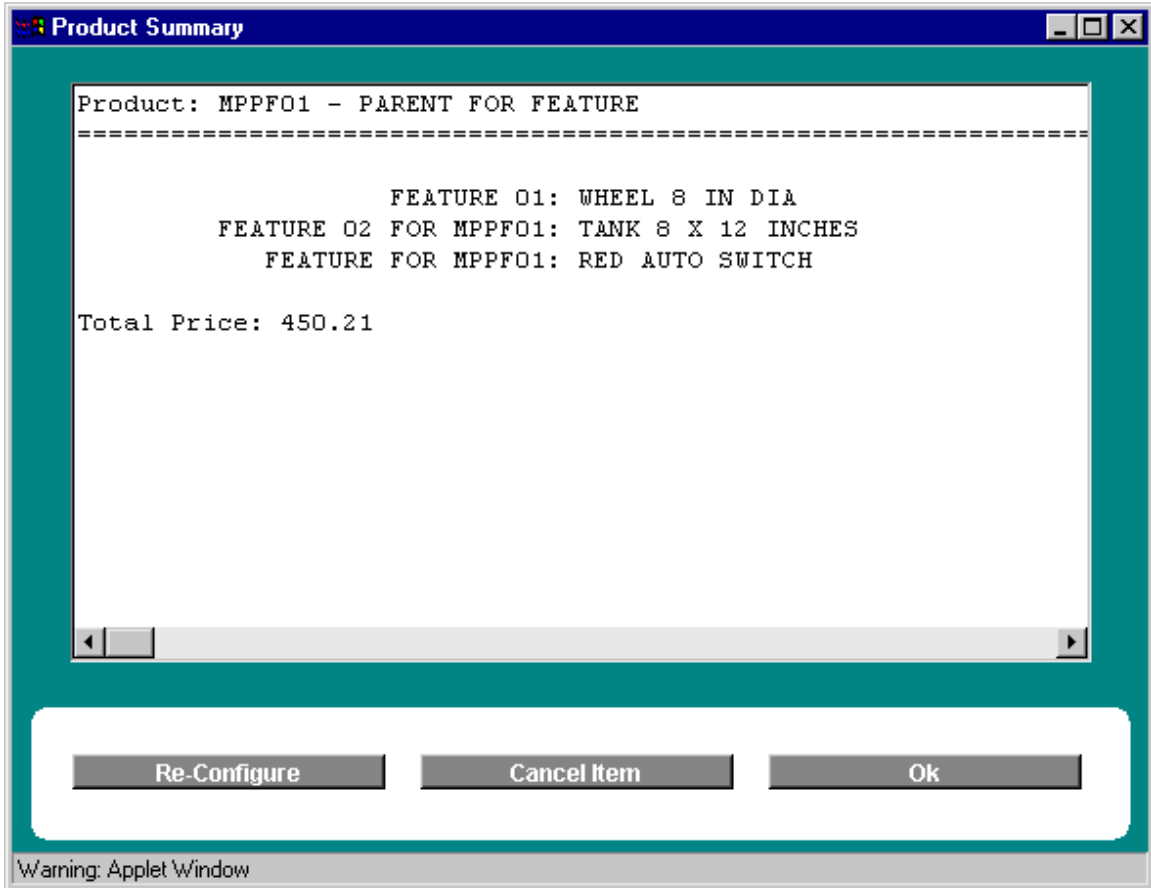 Product Summary
Product: MPPF01 - PARENT FOR FEATURE
=================================================================
FEATURE 01: WHEEL 8 IN DIA
FEATURE 02 FOR MPPF01: TANK 8 X 12 INCHES
FEATURE FOR MPPF01: RED AUTO SWITCH
Total Price: 450.21
Re-Configure Cancel Item Ok
Warning: Applet Window